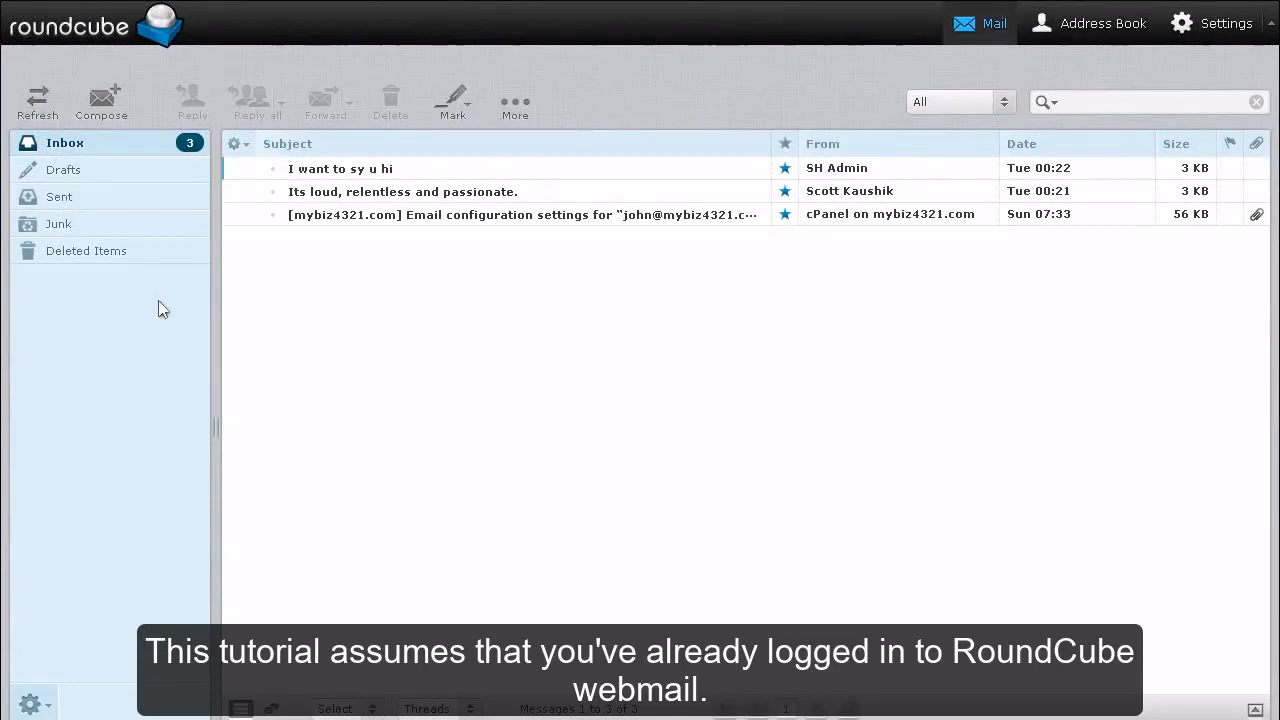 roundcube
Mail
Address Book
Settings
Refresh
Compose
Reply
Reply all
Forward
Delete
Mark
More
All
Inbox
3
Drafts
Sent
Junk
Deleted Items
Subject
From
Date
Size
I want to sy u hi
SH Admin
Tue 00:22
3 KB
Its loud, relentless and passionate.
Scott Kaushik
Tue 00:21
3 KB
[mybiz4321.com] Email configuration settings for "john@mybiz4321.c···
cPanel on mybiz4321.com
Sun 07:33
56 KB
This tutorial assumes that you've already logged in to RoundCube
webmail.
Select
Threads
Messages 1 to 3 of 3
1